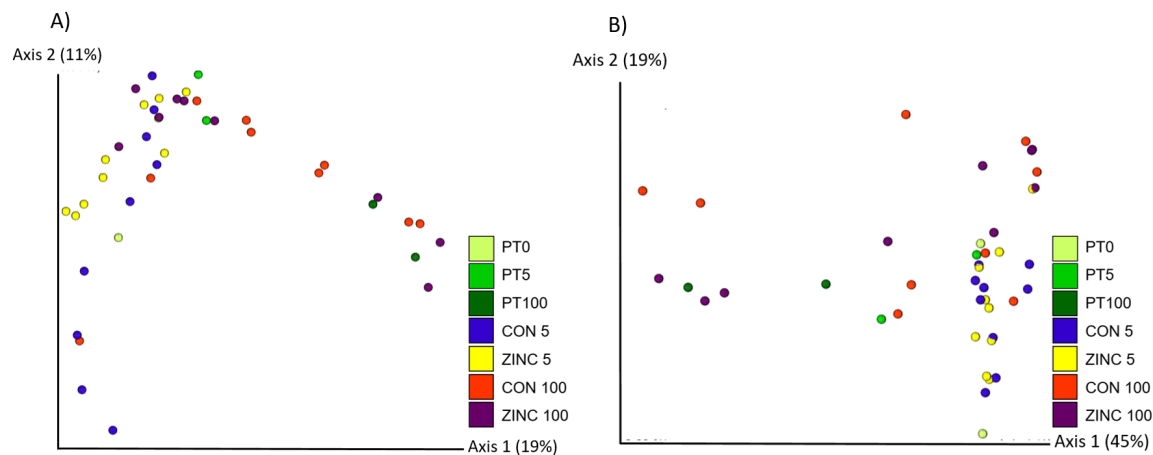 A)
Axis 2 (11%)
PT0
PT5
PT100
CON 5
ZINC 5
CON 100
ZINC 100
Axis 1 (19%)
B)
Axis 2 (19%)
PT0
PT5
PT100
CON 5
ZINC 5
CON 100
ZINC 100
Axis 1 (45%)